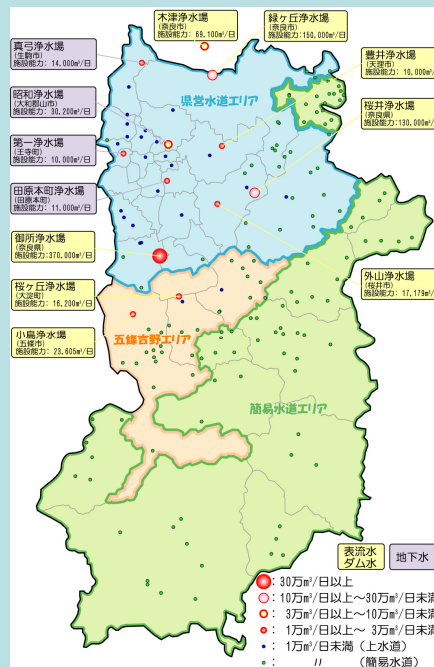 木津浄水場
(奈良市)
施設能力: 69,100m³/日
緑ヶ丘浄水場
(奈良市)
施設能力:150,000m³/日
真弓浄水場
(生駒市)
施設能力: 14,000m³/日
豊井浄水場
(天理市)
施設能力: 10,000m³/日
昭和浄水場
(大和郡山市)
施設能力: 30,200m³/日
県営水道エリア
桜井浄水場
(奈良県)
施設能力:130,000m³/日
第一浄水場
(王寺町)
施設能力: 10,000m³/日
田原本町浄水場
(田原本町)
施設能力: 11,000m³/日
御所浄水場
(奈良県)
施設能力:370,000m³/日
外山浄水場
(桜井市)
施設能力: 17,179m³/日
桜ヶ丘浄水場
(大淀町)
施設能力: 16,200m³/日
小島浄水場
(五條市)
施設能力: 23,605m³/日
五條吉野エリア
簡易水道エリア
表流水
ダム水
地下水
: 30万m³/日以上
: 10万m³/日以上～30万m³/日未満
: 3万m³/日以上～10万m³/日未満
: 1万m³/日以上～ 3万m³/日未満
: 1万m³/日未満 (上水道)
: 〃 (簡易水道)